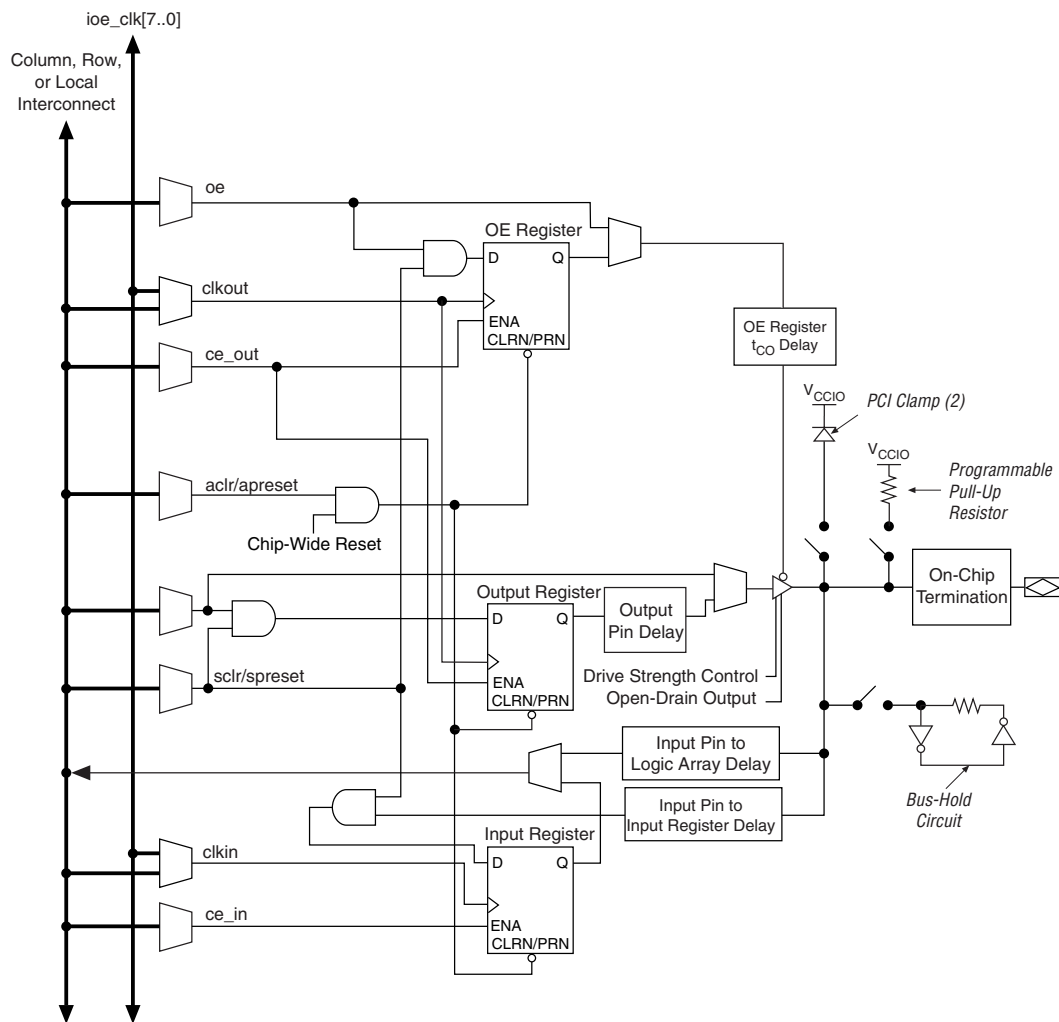 ioe_clk[7..0]
Column, Row,
or Local
Interconnect
oe
OE Register
D Q
clkout
ENA
CLRN/PRN
OE Register
tCO Delay
ce_out
VCCIO
PCI Clamp (2)
VCCIO
Programmable
Pull-Up
Resistor
aclr/apreset
Chip-Wide Reset
Output Register
D Q
ENA
CLRN/PRN
Output
Pin Delay
On-Chip
Termination
sclr/spreset
Drive Strength Control
Open-Drain Output
Input Pin to
Logic Array Delay
Input Pin to
Input Register Delay
Bus-Hold
Circuit
Input Register
D Q
clkin
ENA
CLRN/PRN
ce_in